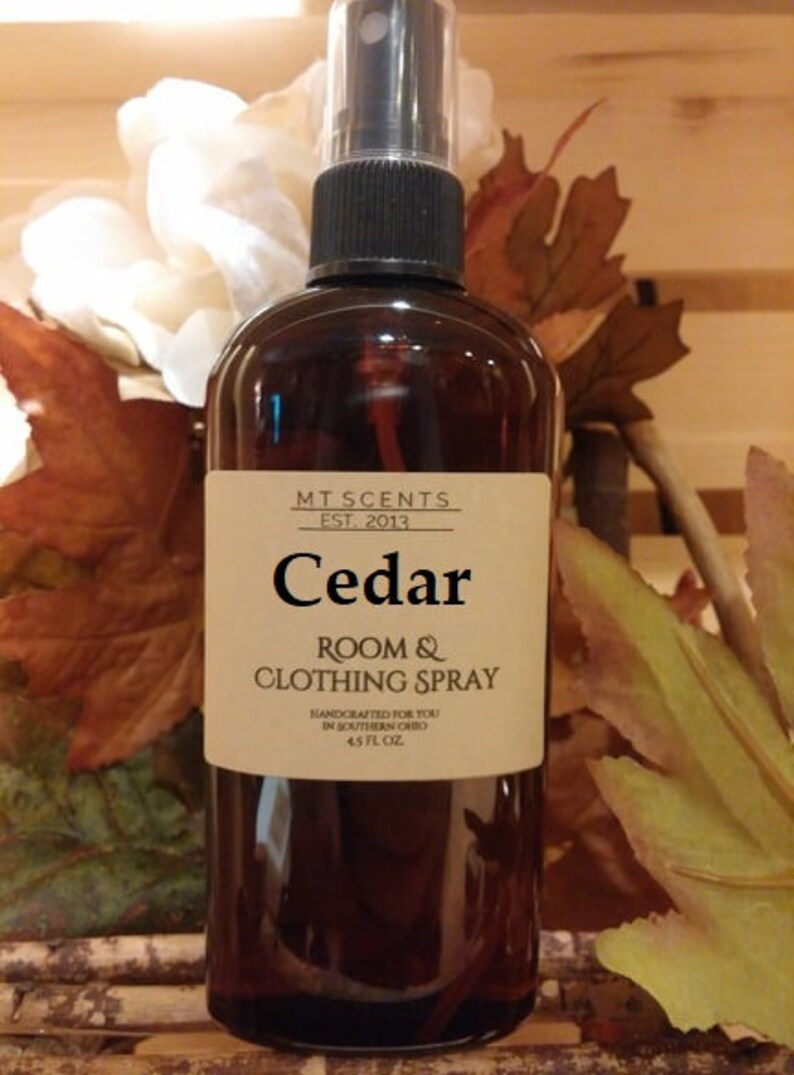 MT SCENTS
EST. 2013
Cedar
ROOM &
CLOTHING SPRAY
HANDCRAFTED FOR YOU
IN SOUTHERN OHIO
4.5 FL OZ.